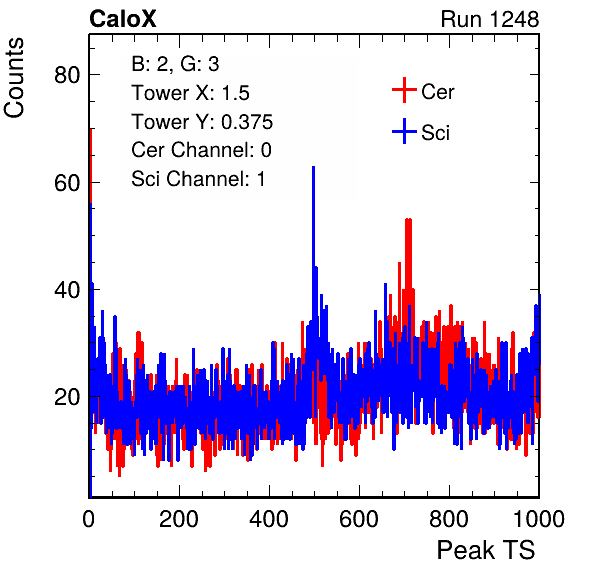 CaloX Run 1248
Counts
B: 2, G: 3
Tower X: 1.5
Tower Y: 0.375
Cer Channel: 0
Sci Channel: 1
Cer
Sci
80
60
40
20
0 200 400 600 800 1000
Peak TS